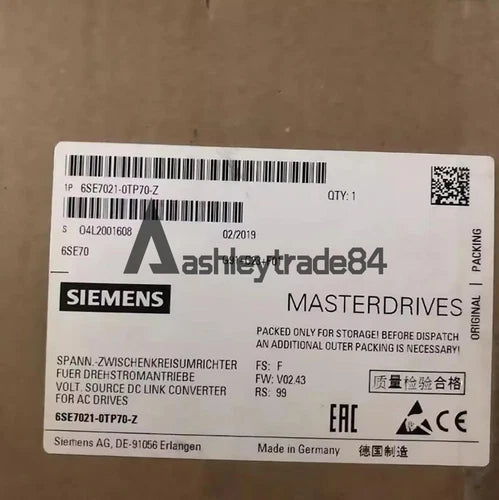 1P 6SE7021-0TP70-Z
QTY: 1
S O4L2001608
02/2019
6SE70
ashleytrade84
SIEMENS
MASTERDRIVES
PACKED ONLY FOR STORAGE! BEFORE DISPATCH
AN ADDITIONAL OUTER PACKING IS NECESSARY!
ORIGINAL | PACKING
SPANN.-ZWISCHENKREISUMRICHTER
FUER DREHSTROMANTRIEBE
VOLT. SOURCE DC LINK CONVERTER
FOR AC DRIVES
6SE7021-0TP70-Z
FS: F
FW: V02.43
RS: 99
质量检验合格
EAC
CE
Siemens AG, DE-91056 Erlangen
Made in Germany
德国制造